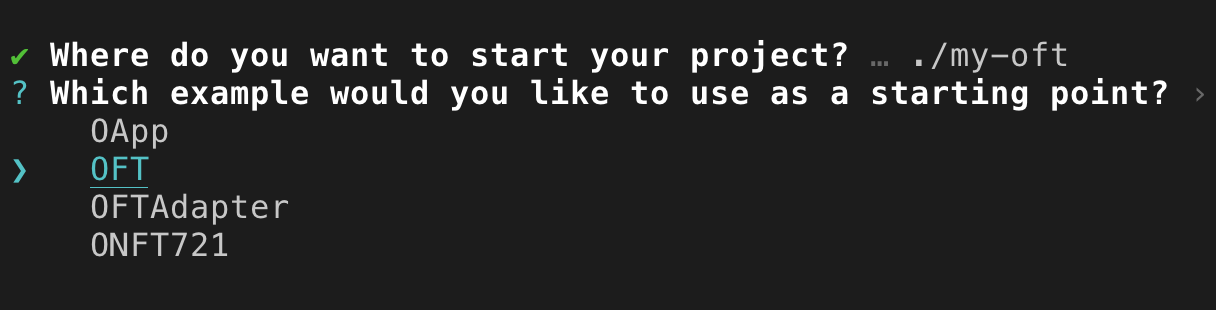 ✔ Where do you want to start your project? … ./my-oft
? Which example would you like to use as a starting point? ›
OApp
❯ OFT
OFTAdapter
ONFT721